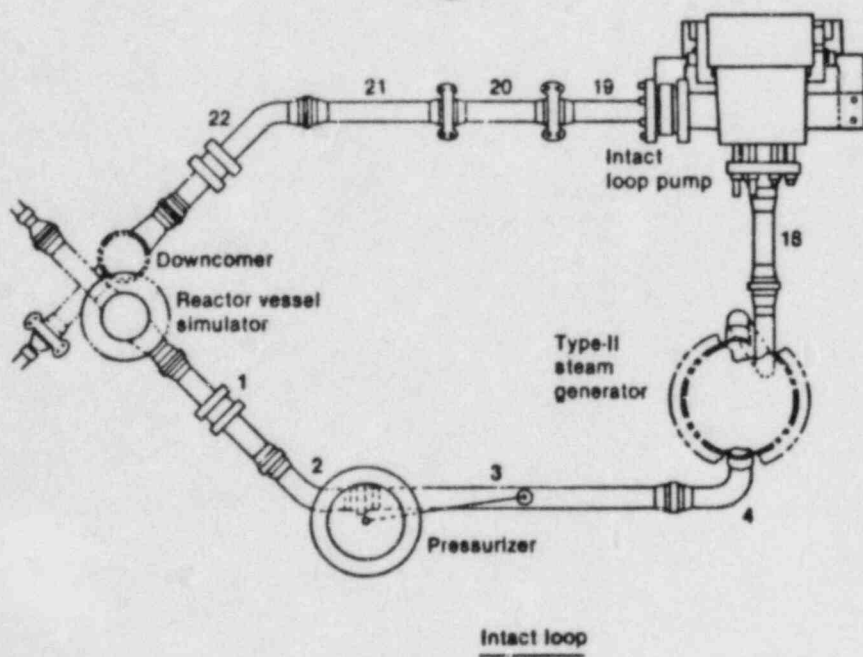 21
20
19
22
Intact
loop pump
18
Downcomer
Reactor vessel
simulator
Type-II
steam
generator
1
2
3
4
Pressurizer
Intact loop